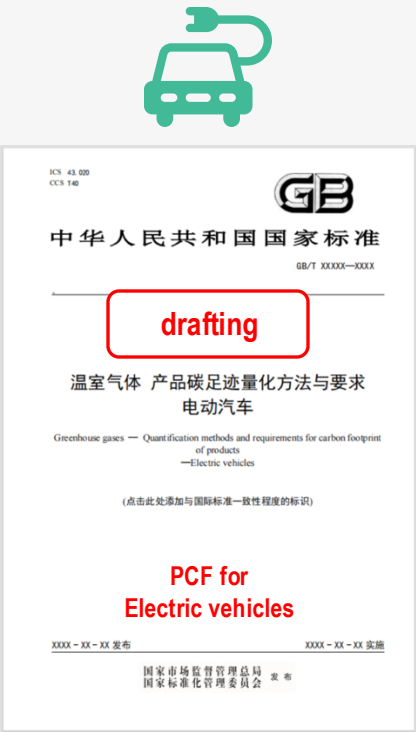 ICS 43.020
CCS T40
GB
中华人民共和国国家标准
GB/T XXXXX—XXXX
drafting
温室气体 产品碳足迹量化方法与要求
电动汽车
Greenhouse gases — Quantification methods and requirements for carbon footprint
of products
—Electric vehicles
(点击此处添加与国际标准一致性程度的标识)
PCF for
Electric vehicles
XXXX-XX-XX 发布
XXXX-XX-XX 实施
国家市场监督管理总局
国家标准化管理委员会
发布